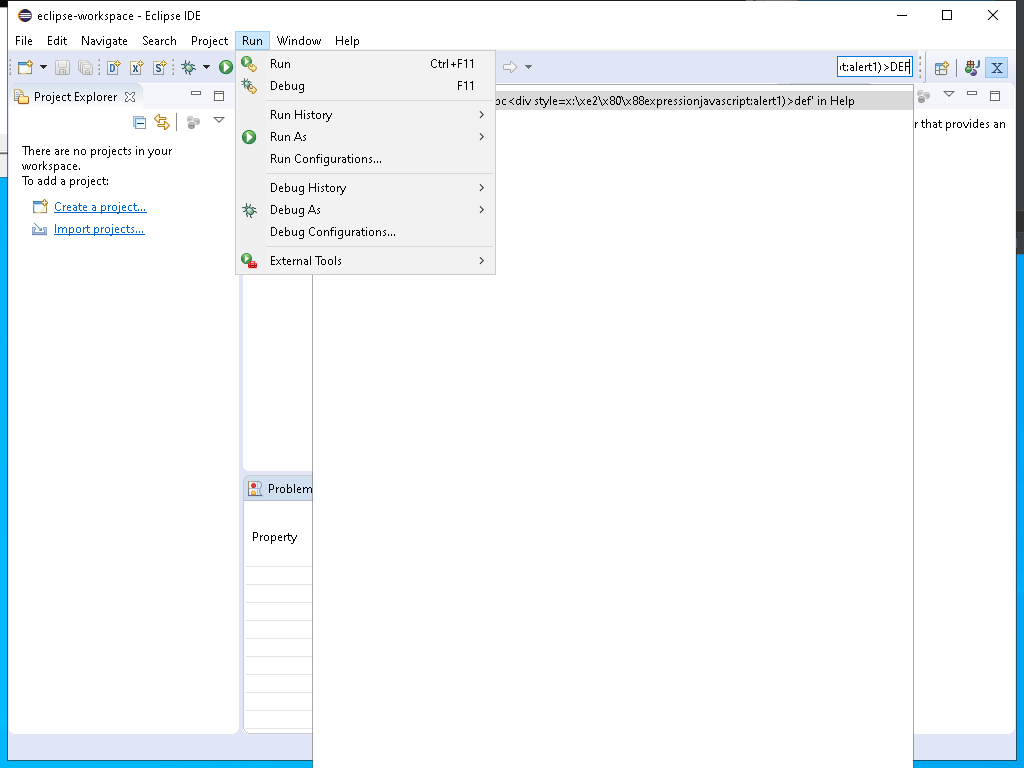 eclipse-workspace - Eclipse IDE
File Edit Navigate Search Project Run Window Help
Project Explorer
There are no projects in your
workspace.
To add a project:
Create a project...
Import projects...
Run Ctrl+F11
Debug F11
Run History
Run As
Run Configurations...
Debug History
Debug As
Debug Configurations...
External Tools
<div style=x:\xe2\x80\x88expressionjavascript:alert1)>def' in Help
t:alert1)>DEF
r that provides an
Problem
Property